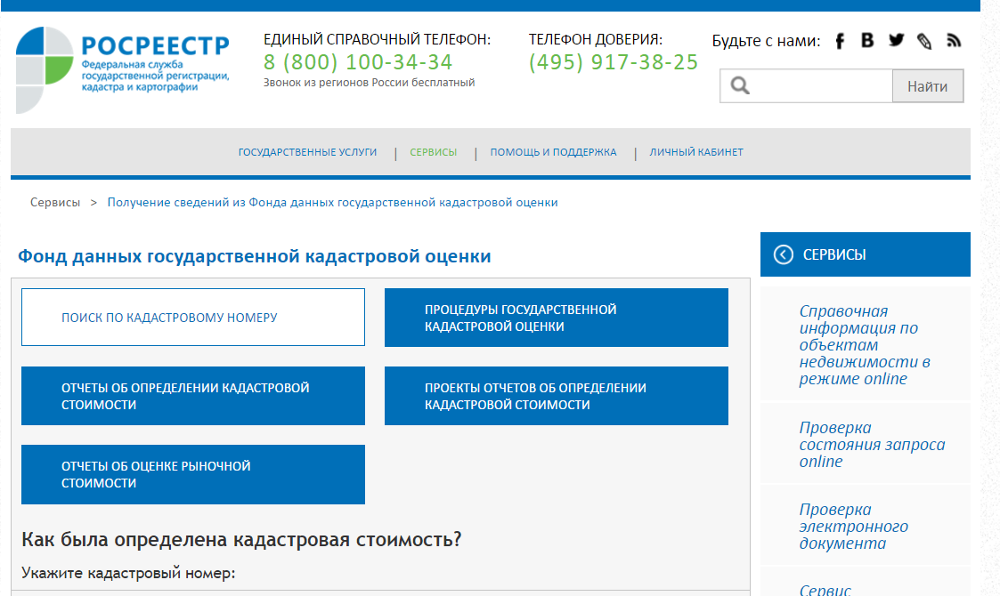 РОСРЕЕСТР
Федеральная служба
государственной регистрации,
кадастра и картографии
ЕДИНЫЙ СПРАВОЧНЫЙ ТЕЛЕФОН:
8 (800) 100-34-34
Звонок из регионов России бесплатный
ТЕЛЕФОН ДОВЕРИЯ:
(495) 917-38-25
Будьте с нами:
Найти
ГОСУДАРСТВЕННЫЕ УСЛУГИ | СЕРВИСЫ | ПОМОЩЬ И ПОДДЕРЖКА | ЛИЧНЫЙ КАБИНЕТ
Сервисы > Получение сведений из Фонда данных государственной кадастровой оценки
Фонд данных государственной кадастровой оценки
ПОИСК ПО КАДАСТРОВОМУ НОМЕРУ
ПРОЦЕДУРЫ ГОСУДАРСТВЕННОЙ
КАДАСТРОВОЙ ОЦЕНКИ
ОТЧЕТЫ ОБ ОПРЕДЕЛЕНИИ КАДАСТРОВОЙ
СТОИМОСТИ
ПРОЕКТЫ ОТЧЕТОВ ОБ ОПРЕДЕЛЕНИИ
КАДАСТРОВОЙ СТОИМОСТИ
ОТЧЕТЫ ОБ ОЦЕНКЕ РЫНОЧНОЙ
СТОИМОСТИ
Как была определена кадастровая стоимость?
Укажите кадастровый номер:
СЕРВИСЫ
Справочная
информация по
объектам
недвижимости в
режиме online
Проверка
состояния запроса
online
Проверка
электронного
документа
Сервис